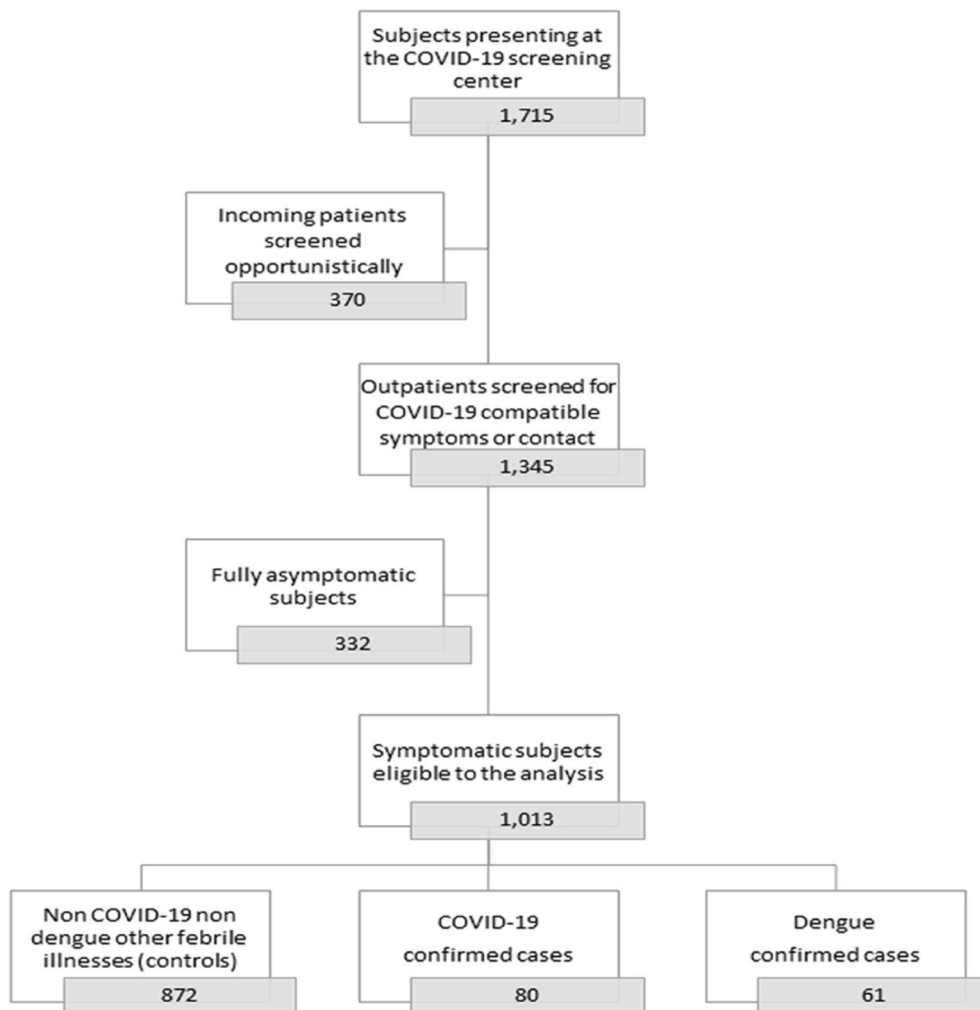 Subjects presenting at
the COVID-19 screening
center
1,715
Incoming patients
screened
opportunistically
370
Outpatients screened for
COVID-19 compatible
symptoms or contact
1,345
Fully asymptomatic
subjects
332
Symptomatic subjects
eligible to the analysis
1,013
Non COVID-19 non
dengue other febrile
illnesses (controls)
872
COVID-19
confirmed cases
80
Dengue
confirmed cases
61